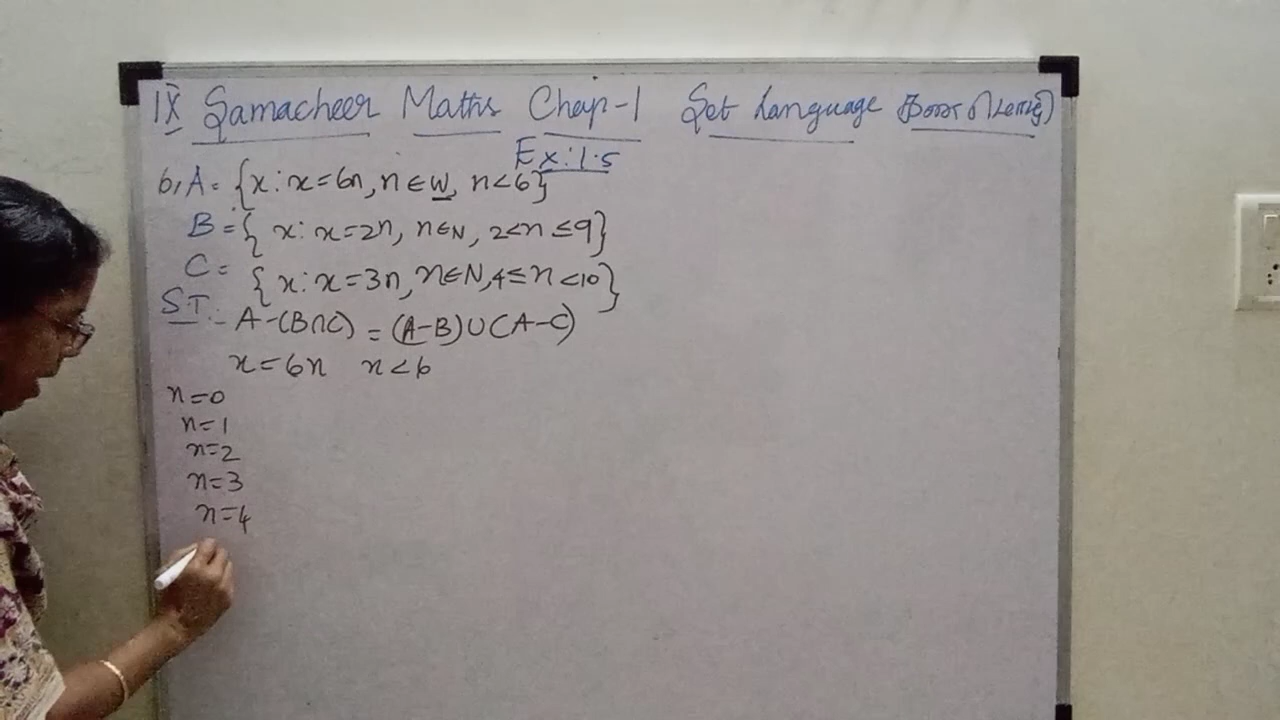 IX Samacheer Maths Chap-1 Set Language கணமொழி
Ex:1.5
6, A = {x : x = 6n, n ∈ W, n < 6}
B = { x : x = 2n, n ∈ N, 2 < n ≤ 9}
C = { x : x = 3n, n ∈ N, 4 ≤ n < 10}
S.T:- A-(B∩C) = (A-B)∪(A-C)
x = 6n n < 6
n=0
n=1
n=2
n=3
n=4